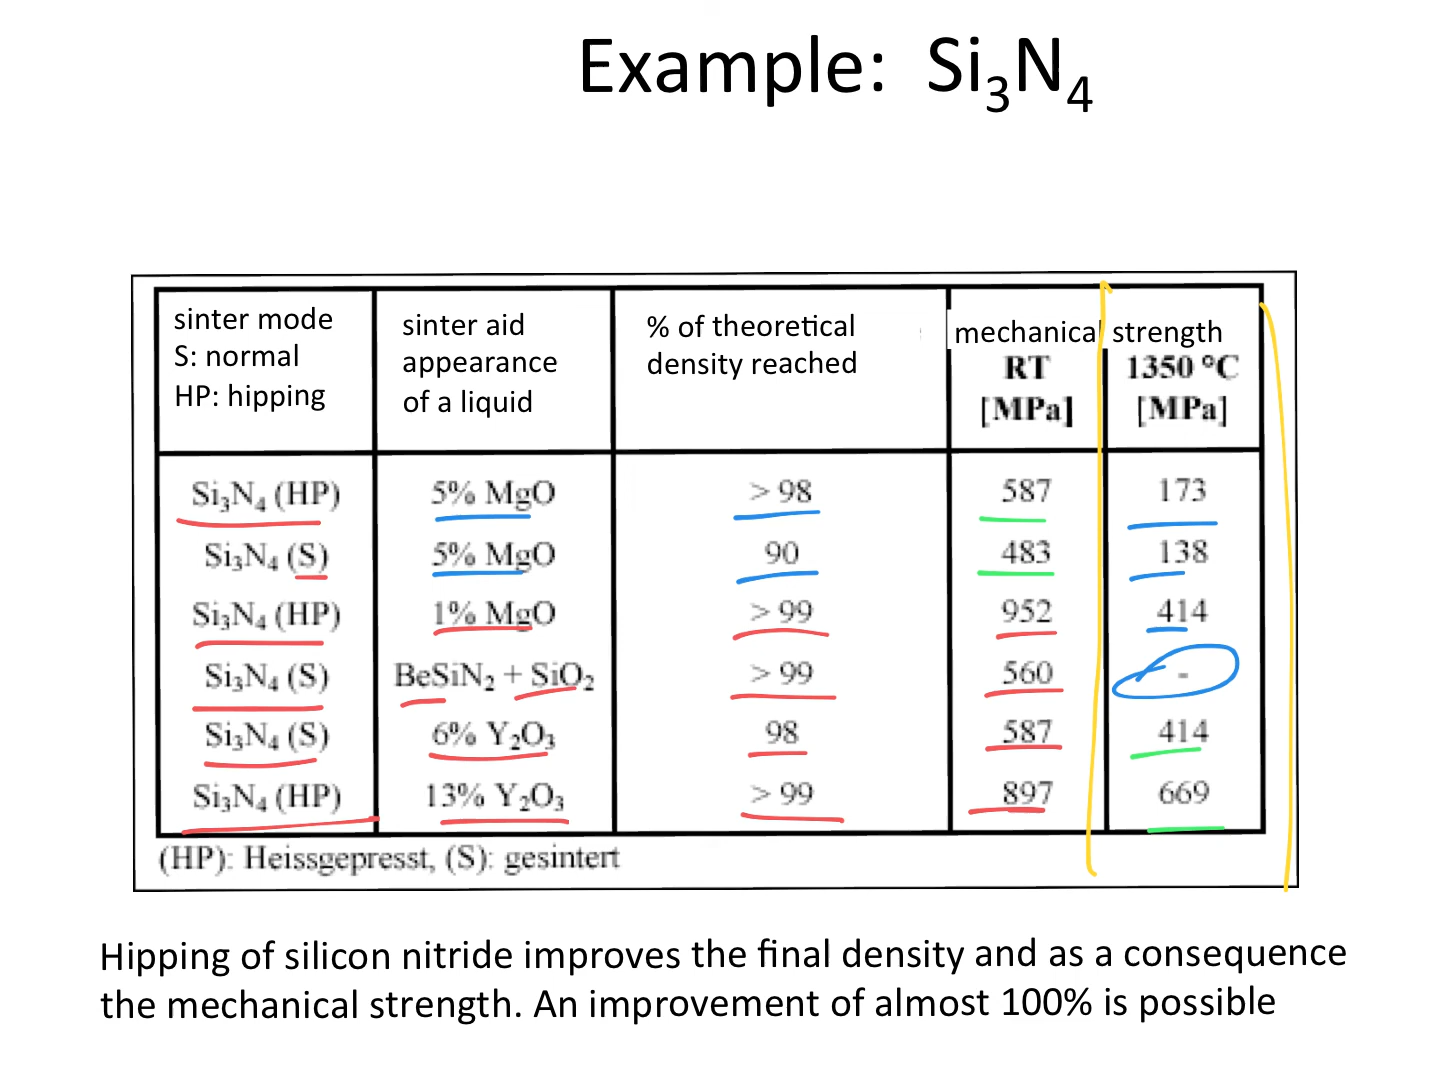 Example: Si₃N₄
sinter mode
S: normal
HP: hipping
sinter aid
appearance
of a liquid
% of theoretical
density reached
mechanical strength
RT
[MPa]
1350 °C
[MPa]
Si₃N₄ (HP) 5% MgO > 98 587 173
Si₃N₄ (S) 5% MgO 90 483 138
Si₃N₄ (HP) 1% MgO > 99 952 414
Si₃N₄ (S) BeSiN₂ + SiO₂ > 99 560 -
Si₃N₄ (S) 6% Y₂O₃ 98 587 414
Si₃N₄ (HP) 13% Y₂O₃ > 99 897 669
(HP): Heissgepresst, (S): gesintert
Hipping of silicon nitride improves the final density and as a consequence
the mechanical strength. An improvement of almost 100% is possible